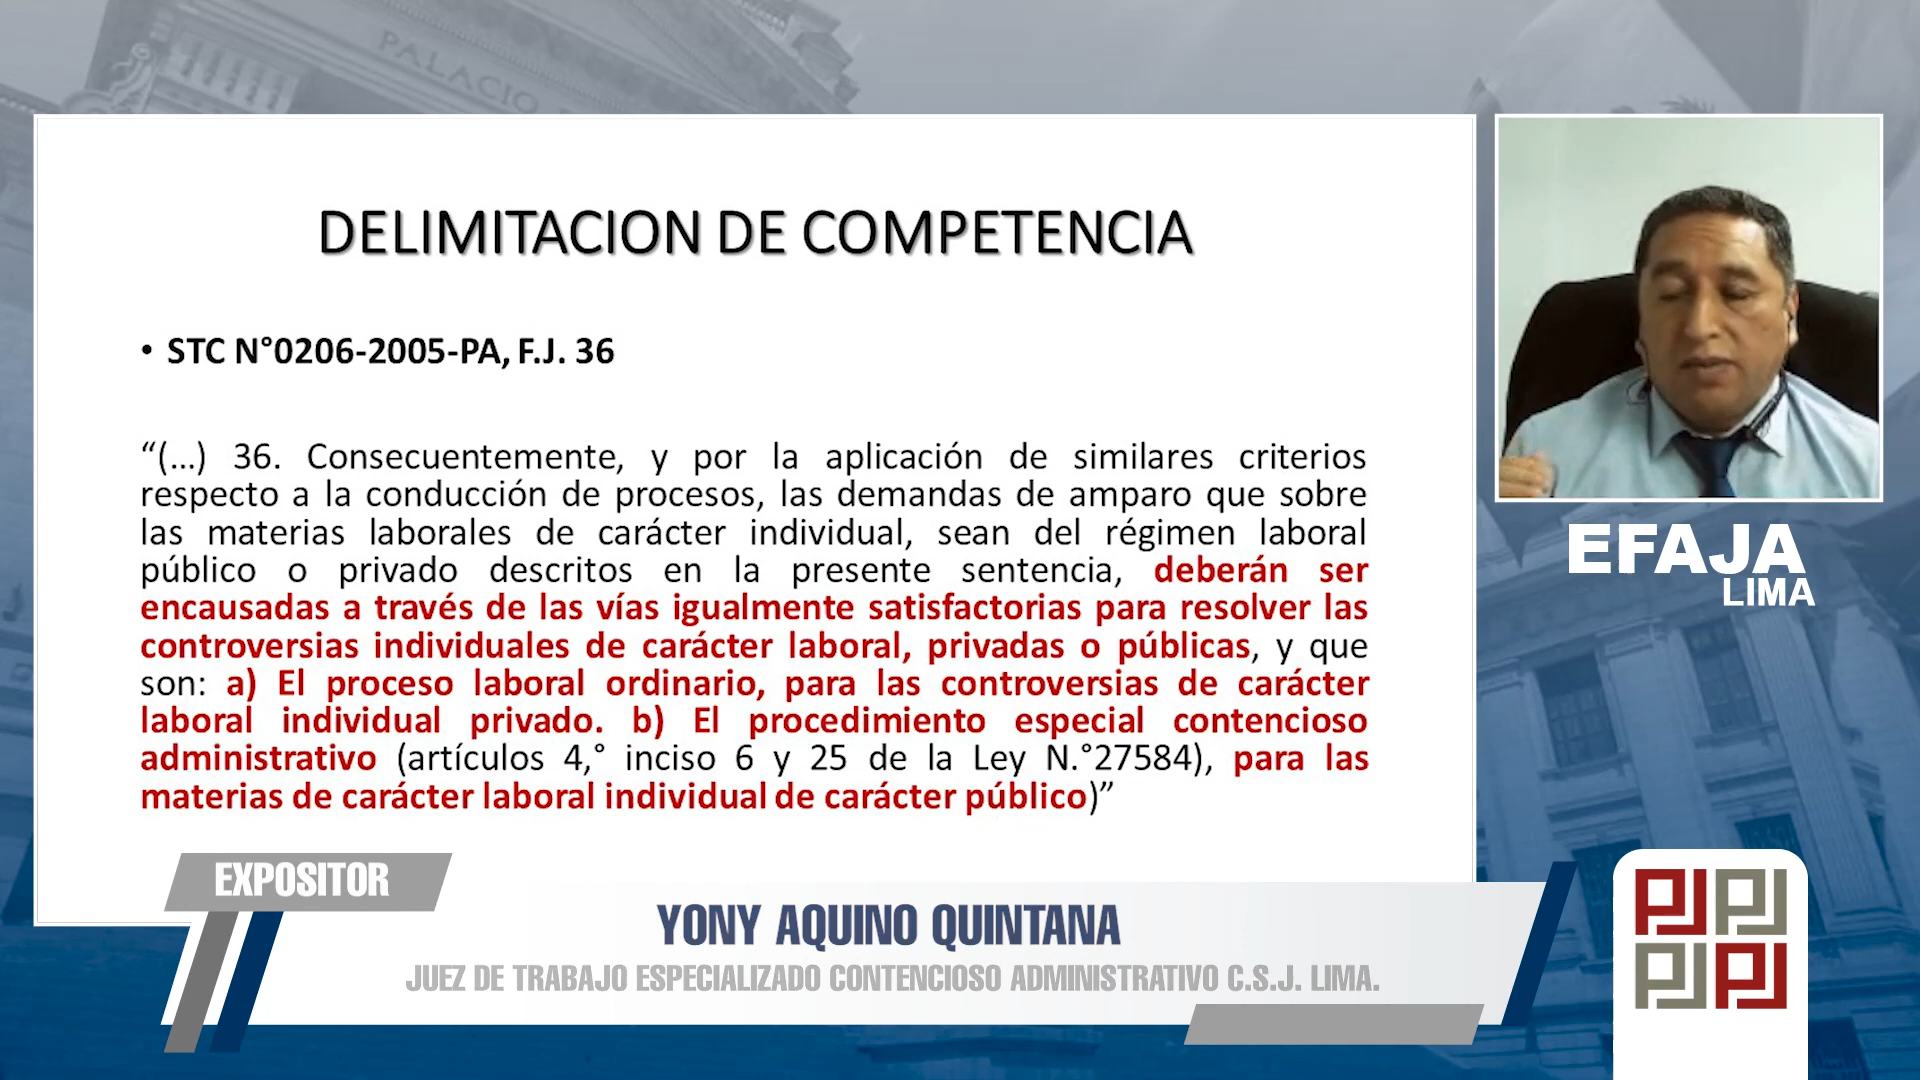 PALACIO
DELIMITACION DE COMPETENCIA
• STC N°0206-2005-PA, F.J. 36
“(...) 36. Consecuentemente, y por la aplicación de similares criterios
respecto a la conducción de procesos, las demandas de amparo que sobre
las materias laborales de carácter individual, sean del régimen laboral
público o privado descritos en la presente sentencia, deberán ser
encausadas a través de las vías igualmente satisfactorias para resolver las
controversias individuales de carácter laboral, privadas o públicas, y que
son: a) El proceso laboral ordinario, para las controversias de carácter
laboral individual privado. b) El procedimiento especial contencioso
administrativo (artículos 4,° inciso 6 y 25 de la Ley N.°27584), para las
materias de carácter laboral individual de carácter público)”
EFAJA
LIMA
EXPOSITOR
YONY AQUINO QUINTANA
JUEZ DE TRABAJO ESPECIALIZADO CONTENCIOSO ADMINISTRATIVO C.S.J. LIMA.
PJ PJ
PJ PJ